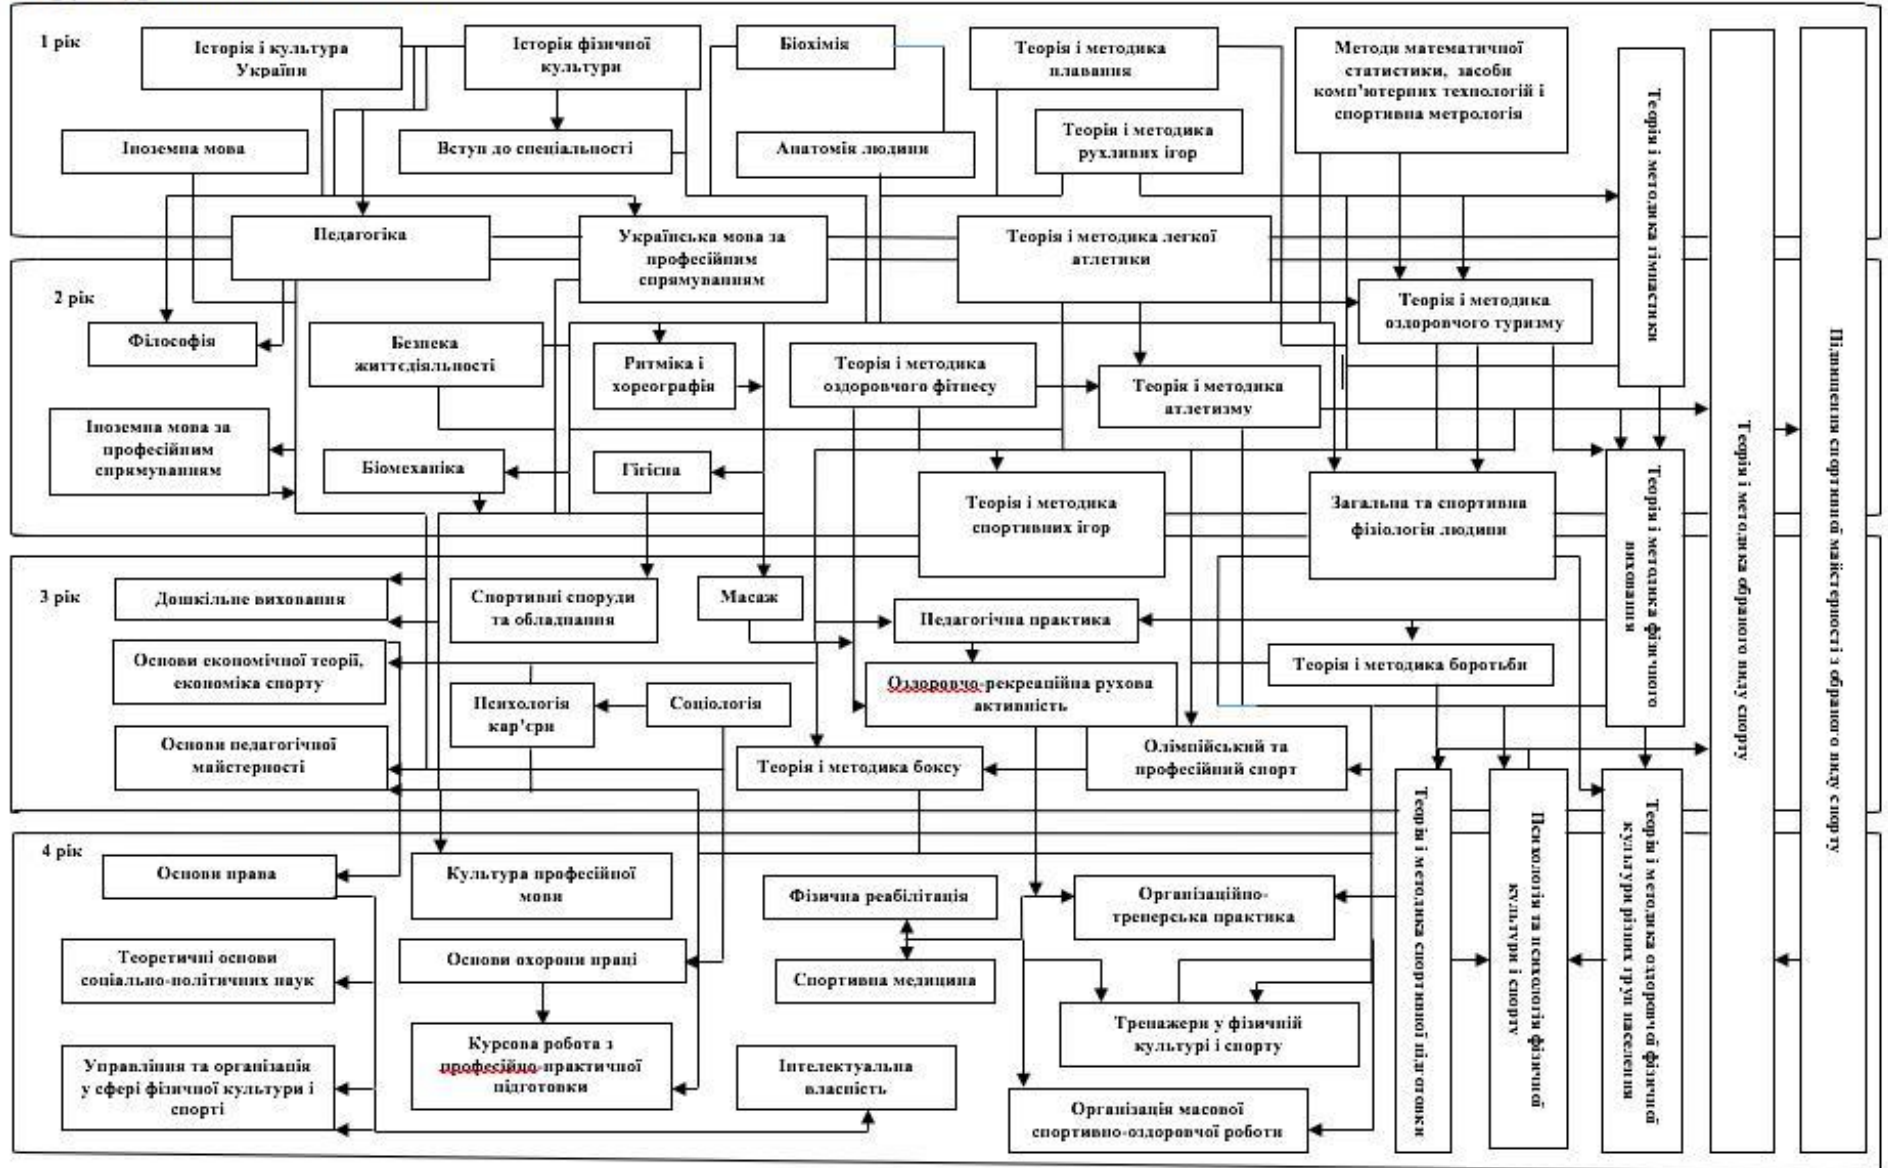 1 рік
Історія і культура
України
Історія фізичної
культури
Біохімія
Теорія і методика
плавання
Методи математичної
статистики, засоби
комп'ютерних технологій і
спортивна метрологія
Іноземна мова
Вступ до спеціальності
Анатомія людини
Теорія і методика
рухливих ігор
Теорія і методика гімнастики
Педагогіка
Українська мова за
професійним
спрямуванням
Теорія і методика легкої
атлетики
2 рік
Філософія
Безпека
життєдіяльності
Ритміка і
хореографія
Теорія і методика
оздоровчого фітнесу
Теорія і методика
атлетизму
Теорія і методика
оздоровчого туризму
Іноземна мова за
професійним
спрямуванням
Біомеханіка
Гігієна
Теорія і методика
спортивних ігор
Загальна та спортивна
фізіологія людини
Теорія і методика фізичного
виховання
Теорія і методика обраного виду спорту
Підвищення спортивної майстерності з обраного виду спорту
3 рік
Дошкільне виховання
Спортивні споруди
та обладнання
Масаж
Педагогічна практика
Основи економічної теорії,
економіка спорту
Психологія
кар'єри
Соціологія
Оздоровчо-рекреаційна рухова
активність
Теорія і методика боротьби
Основи педагогічної
майстерності
Теорія і методика боксу
Олімпійський та
професійний спорт
Теорія і методика спортивної підготовки
Психологія та психологія фізичної
культури і спорту
Теорія і методика оздоровчої фізичної
культури різних груп населення
4 рік
Основи права
Культура професійної
мови
Фізична реабілітація
Організаційно-
тренерська практика
Теоретичні основи
соціально-політичних наук
Основи охорони праці
Спортивна медицина
Тренажери у фізичній
культурі і спорту
Управління та організація
у сфері фізичної культури і
спорті
Курсова робота з
професійно-практичної
підготовки
Інтелектуальна
власність
Організація масової
спортивно-оздоровчої роботи